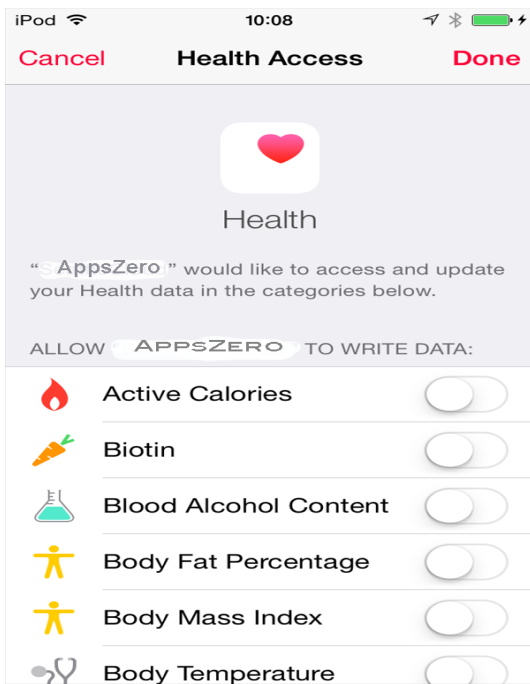 iPod 10:08
Cancel Health Access Done
Health
“AppsZero” would like to access and update
your Health data in the categories below.
ALLOW APPSZERO TO WRITE DATA:
Active Calories
Biotin
Blood Alcohol Content
Body Fat Percentage
Body Mass Index
Body Temperature